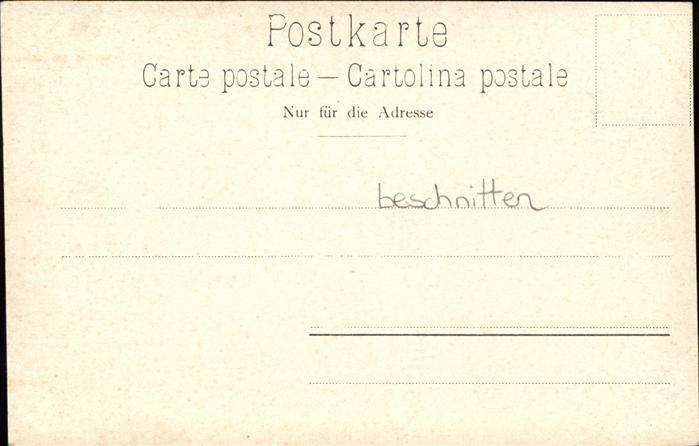 Postkarte
Carte postale — Cartolina postale
Nur für die Adresse
beschnitten